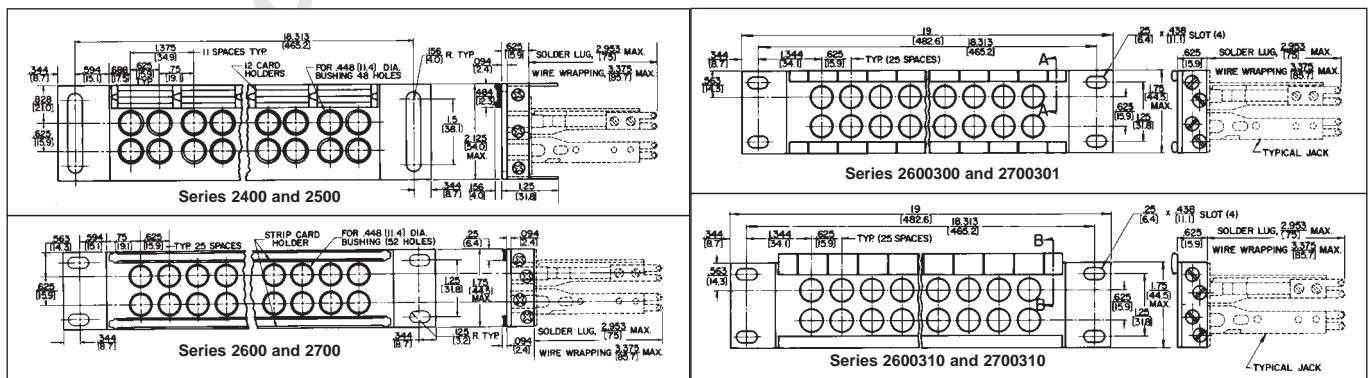 18.313
(465.2)
1.375
(34.9)
11 SPACES TYP.
.344
(8.7)
.594
(15.1)
.688
(17.5)
.625
(15.9)
TYP.
.75
(19.1)
12 CARD
HOLDERS
FOR .448 (11.4) DIA.
BUSHING 48 HOLES
.156 R. TYP.
(4.0)
.625
(15.9)
.094
(2.4)
SOLDER LUG, 2.953 MAX.
(75)
WIRE WRAPPING 3.375 MAX.
(85.7)
.828
(21.0)
.625
(15.9)
.484
(12.3)
1.5
(38.1)
2.125
(54.0)
MAX.
.344
(8.7)
.156
(4.0)
1.25
(31.8)
Series 2400 and 2500
.563
(14.3)
.594
(15.1)
.75
(19.1)
.625
(15.9)
TYP. 25 SPACES
STRIP CARD
HOLDER
FOR .448 (11.4) DIA.
BUSHING (52 HOLES)
.25
(6.4)
.094
(2.4)
.625
(15.9)
1.25
(31.8)
1.75
(44.5)
MAX.
.344
(8.7)
.344
(8.7)
.125 R TYP.
(3.2)
.094
(2.4)
SOLDER LUG, 2.953 MAX.
(75)
WIRE WRAPPING 3.375 MAX.
(85.7)
Series 2600 and 2700
19
(482.6)
18.313
(465.2)
.25 x .438 SLOT (4)
(6.4) (11.1)
.344
(8.7)
1.344
(34.1)
.625
(15.9)
TYP. (25 SPACES)
A
A
.625
(15.9)
SOLDER LUG, 2.953 MAX.
(75)
WIRE WRAPPING 3.375 MAX.
(85.7)
.563
(14.3)
.625
(15.9)
1.25
(31.8)
1.75
(44.5)
MAX.
TYPICAL JACK
Series 2600300 and 2700301
19
(482.6)
18.313
(465.2)
.25 x .438 SLOT (4)
(6.4) (11.1)
.344
(8.7)
1.344
(34.1)
.625
(15.9)
TYP. (25 SPACES)
B
B
.625
(15.9)
SOLDER LUG, 2.953 MAX.
(75)
WIRE WRAPPING 3.375 MAX.
(85.7)
.563
(14.3)
.625
(15.9)
1.25
(31.8)
1.75
(44.5)
MAX.
TYPICAL JACK
Series 2600310 and 2700310